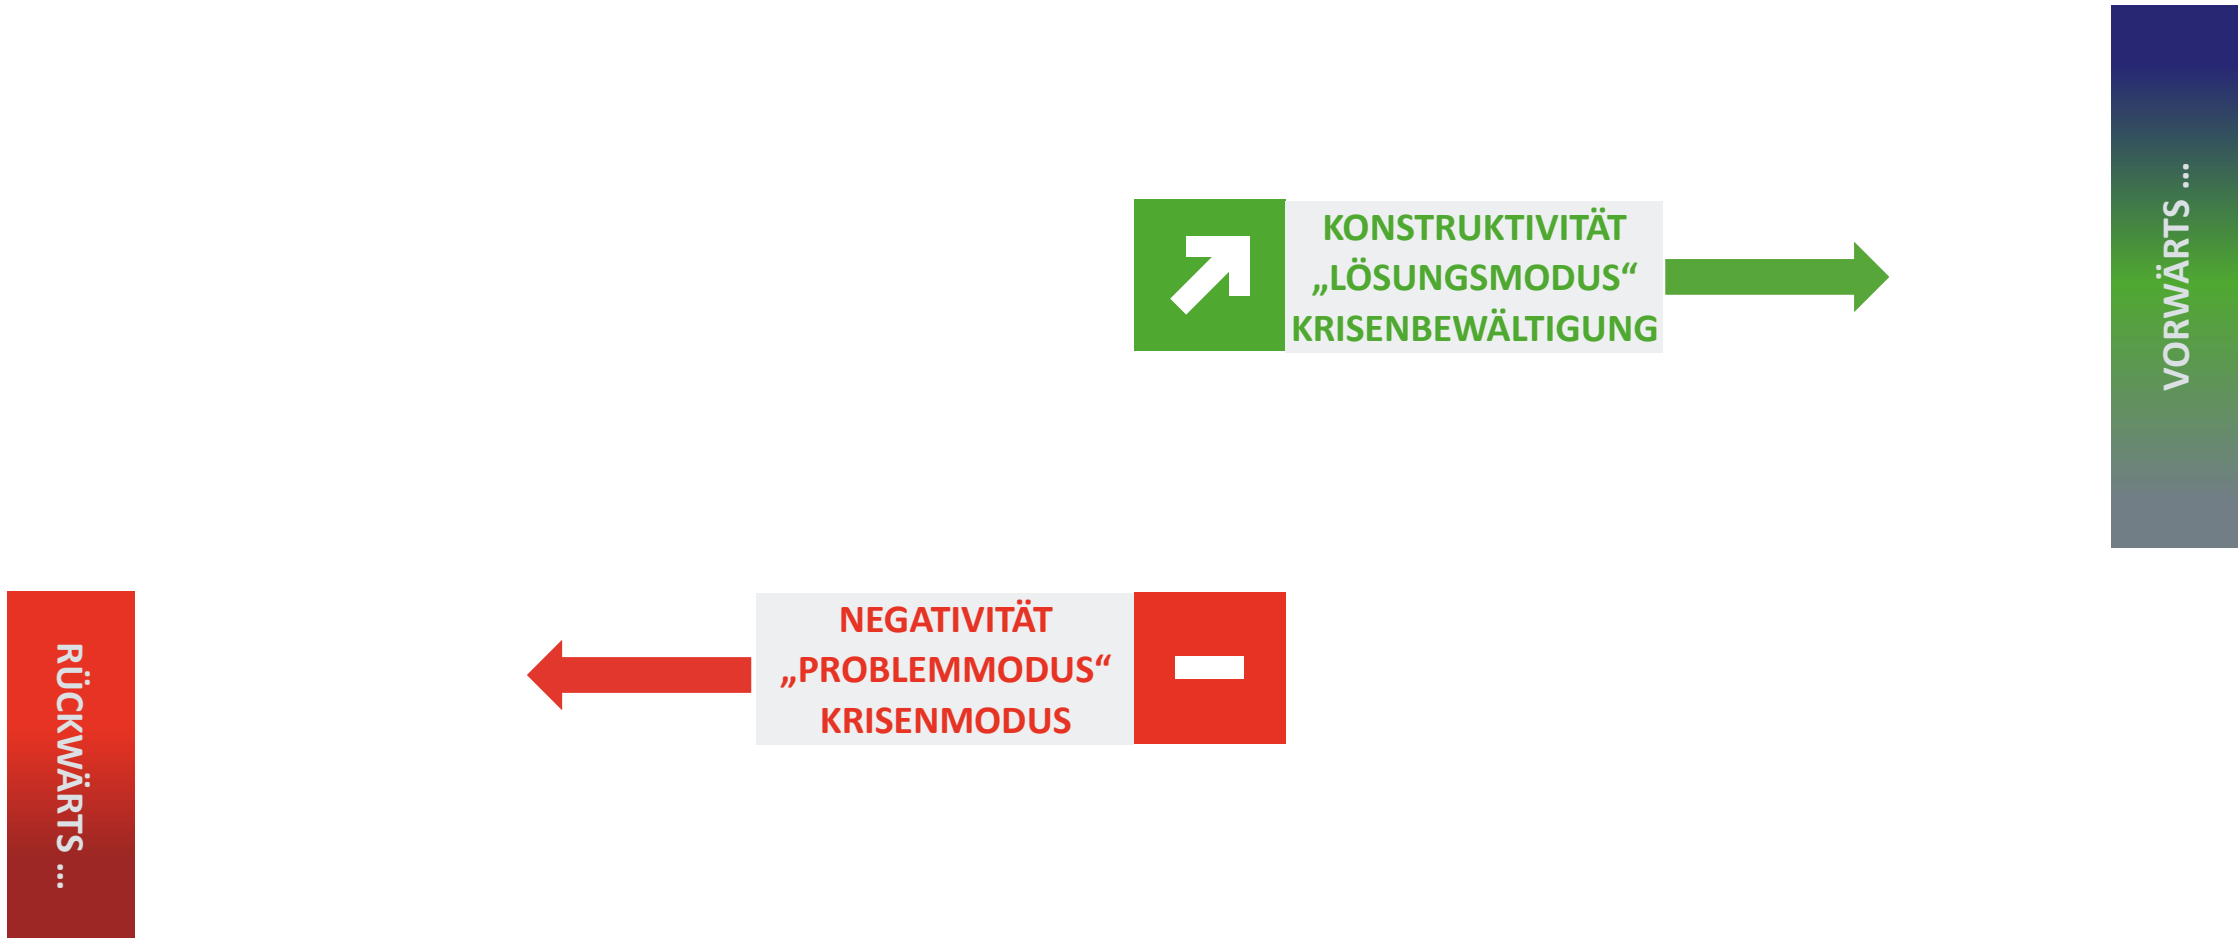 KONSTRUKTIVITÄT
„LÖSUNGSMODUS“
KRISENBEWÄLTIGUNG
VORWÄRTS ...
NEGATIVITÄT
„PROBLEMMODUS“
KRISENMODUS
RÜCKWÄRTS ...